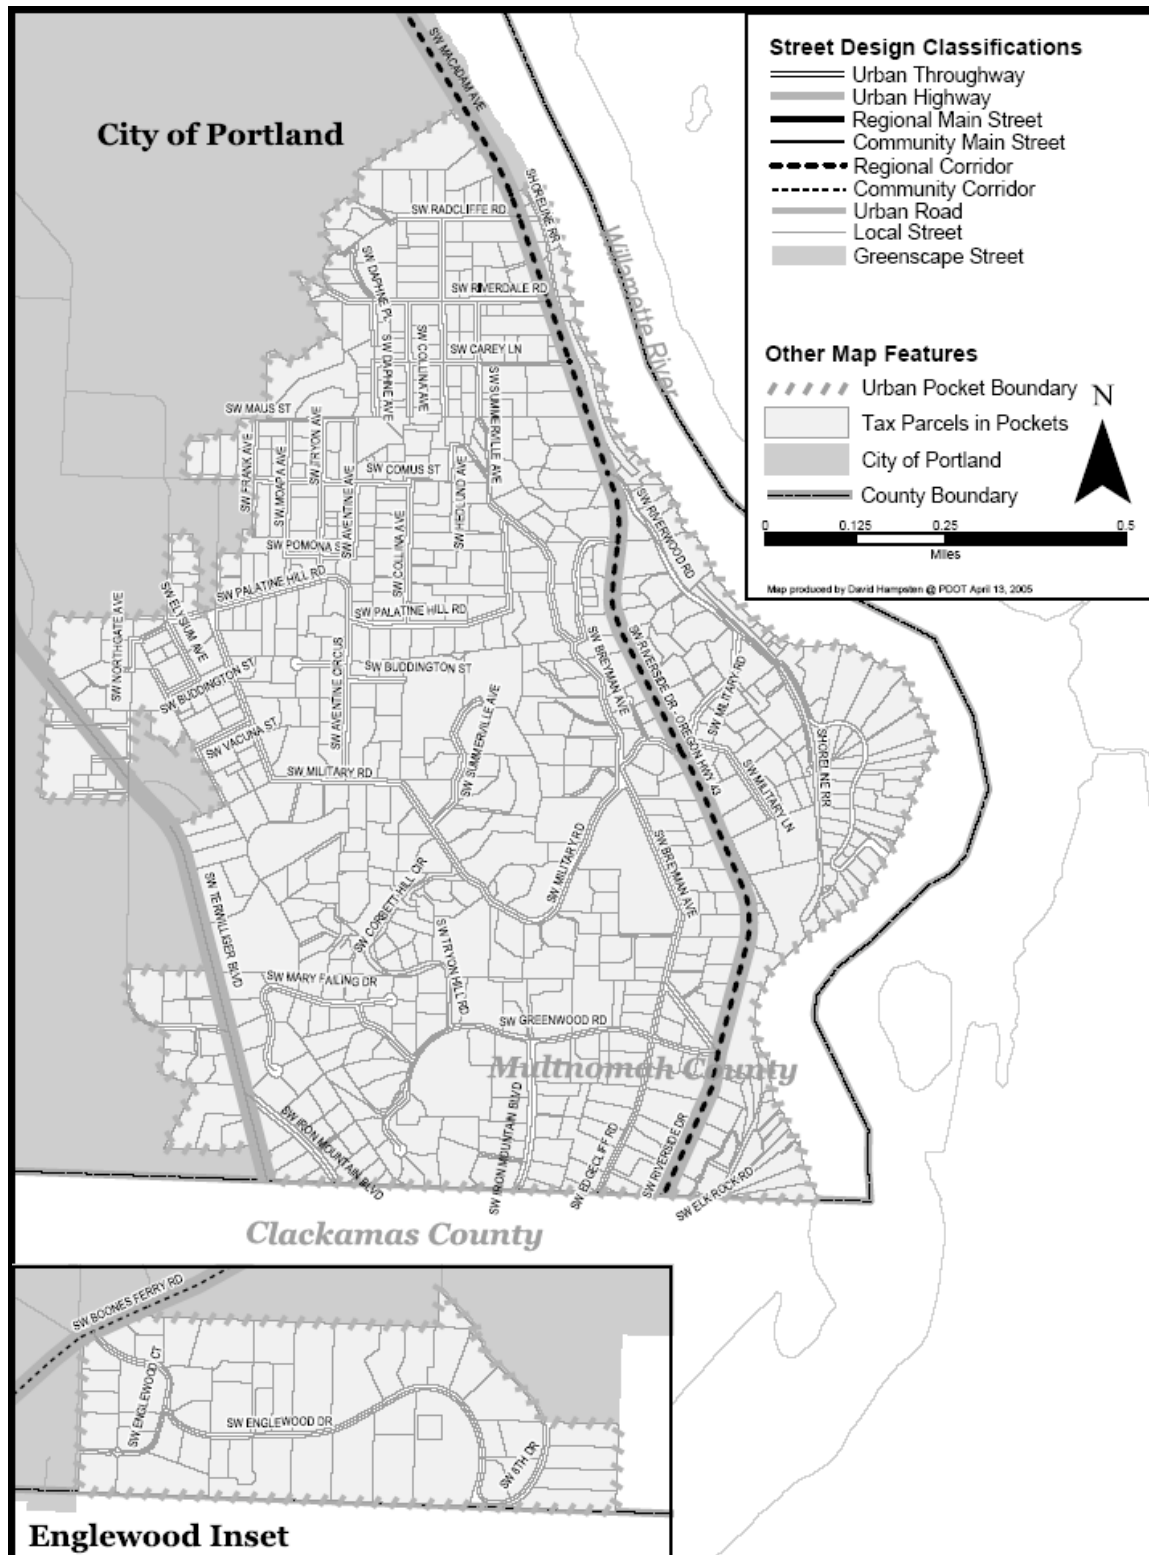 Street Design Classifications
Urban Throughway
Urban Highway
Regional Main Street
Community Main Street
Regional Corridor
Community Corridor
Urban Road
Local Street
Greenscape Street
Other Map Features
Urban Pocket Boundary
N
Tax Parcels in Pockets
City of Portland
County Boundary
0 0.125 0.25 0.5
Miles
Map produced by David Hampsten @ PDOT April 13, 2005
City of Portland
SW MACADAM AVE
SHORELINE RR
SW RADCLIFFE RD
Willamette River
SW DAPHNE PL
SW RIVERDALE RD
SW DAPHNE AVE
SW COLLINA AVE
SW CAREY LN
SW SUMMERVILLE AVE
SW MAUS ST
SW FRANK AVE
SW MOAPA AVE
SW TRYON AVE
SW AVENTINE AVE
SW COMUS ST
SW HEDLUND AVE
SW COLLINA AVE
SW POMONA S
SW RIVERWOOD RD
SW PALATINE HILL RD
SW PALATINE HILL RD
SW NORTHGATE AVE
SW ELYSIUM AVE
SW BUDDINGTON ST
SW BUDDINGTON ST
SW AVENTINE CIRCUS
SW VACUNA ST
SW BREYMAN AVE
SW RIVERSIDE DR - OREGON HWY 43
SW MILITARY RD
SW MILITARY LN
SHORELINE RR
SW SUMMERVILLE AVE
SW MILITARY RD
SW MILITARY RD
SW BREYMAN AVE
SW CORBETT HILL CIR
SW TERWILLIGER BLVD
SW TRYON HILL RD
SW MARY FAILING DR
SW GREENWOOD RD
Multnomah County
SW IRON MOUNTAIN BLVD
SW IRON MOUNTAIN BLVD
SW EDGECLIFF RD
SW RIVERSIDE DR
SW ELK ROCK RD
Clackamas County
SW BOONES FERRY RD
SW ENGLEWOOD CT
SW ENGLEWOOD DR
SW 8TH DR
Englewood Inset